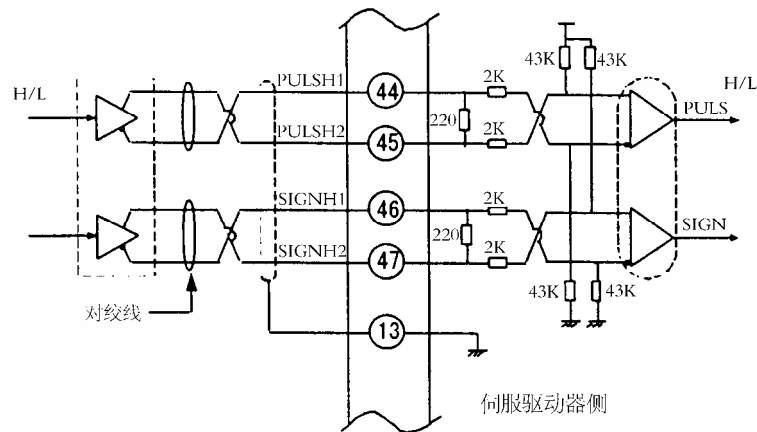 43K 43K
H/L PULSH1 44 2K H/L
PULS
220
PULSH2 45 2K
SIGNH1 46 2K
SIGN
220
SIGNH2 47 2K
43K 43K
对绞线
13
伺服驱动器侧